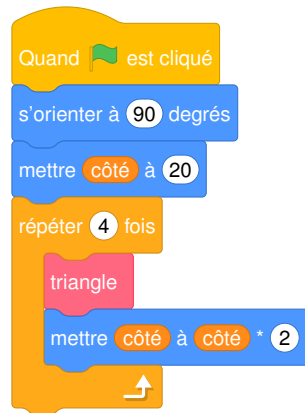 Quand est cliqué
s'orienter à 90 degrés
mettre côté à 20
répéter 4 fois
triangle
mettre côté à côté * 2